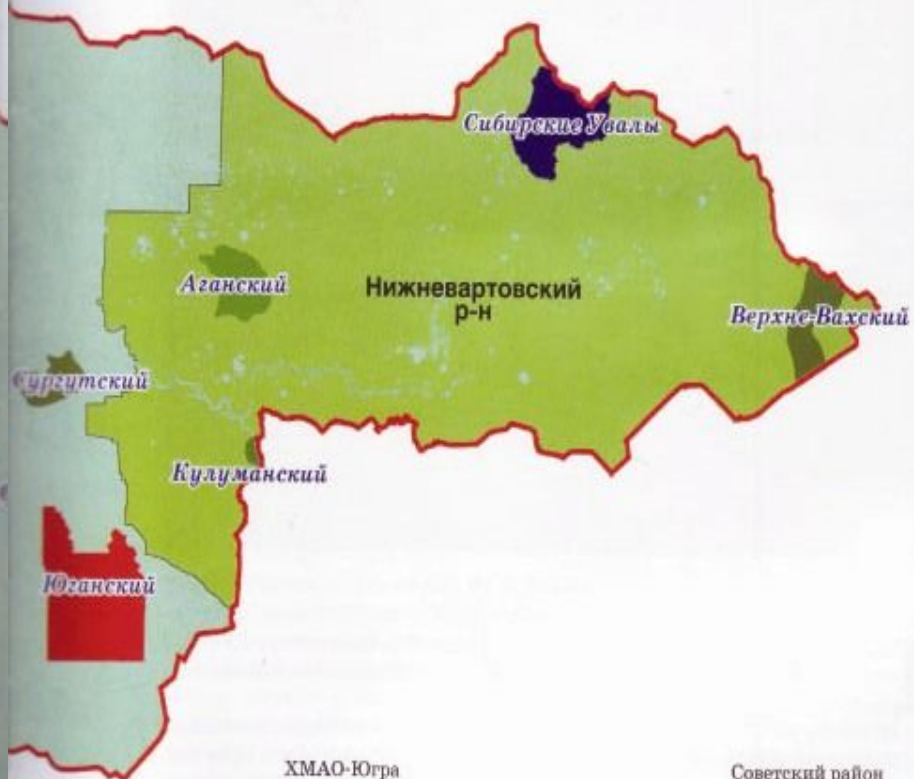 Сибирские Увалы
Аганский
Нижневартовский
р-н
Верхне-Вахский
Сургутский
Кулуманский
Юганский
ХМАО-Югра
Советский район